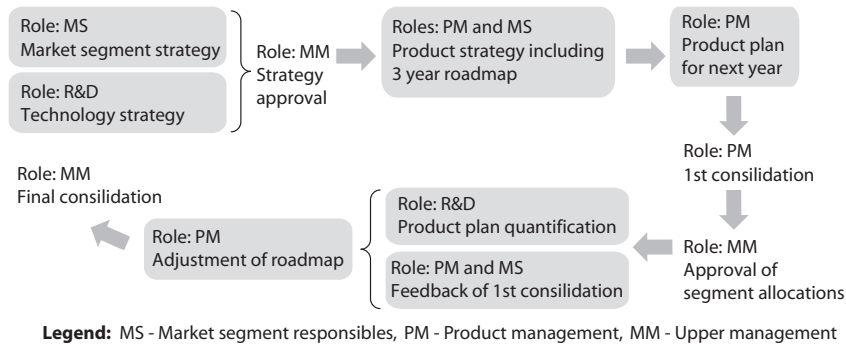 Role: MS
Market segment strategy
Role: R&D
Technology strategy
Role: MM
Strategy
approval
Roles: PM and MS
Product strategy including
3 year roadmap
Role: PM
Product plan
for next year
Role: PM
1st consilidation
Role: MM
Approval of
segment allocations
Role: R&D
Product plan quantification
Role: PM and MS
Feedback of 1st consilidation
Role: PM
Adjustment of roadmap
Role: MM
Final consilidation
Legend: MS - Market segment responsibles, PM - Product management, MM - Upper management